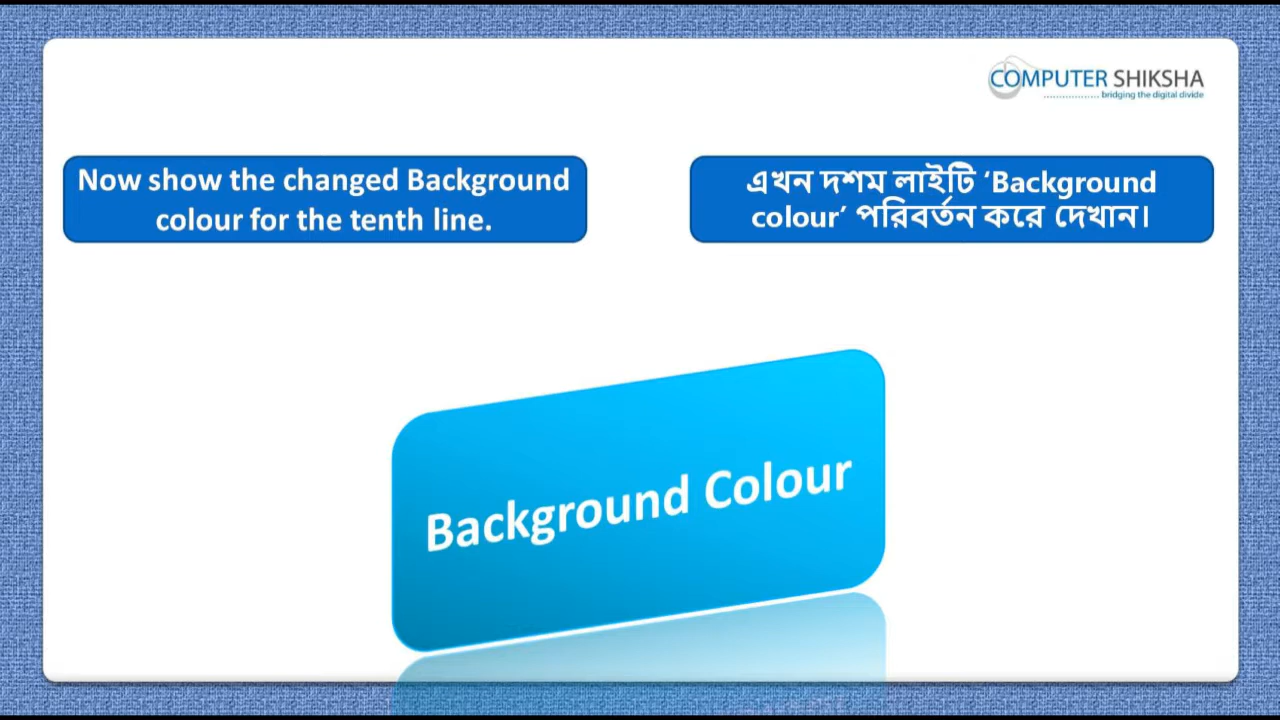 COMPUTER SHIKSHA
bridging the digital divide
Now show the changed Background
colour for the tenth line.
এখন দশম লাইটি ‘Background
colour’ পরিবর্তন করে দেখান।
Background Colour